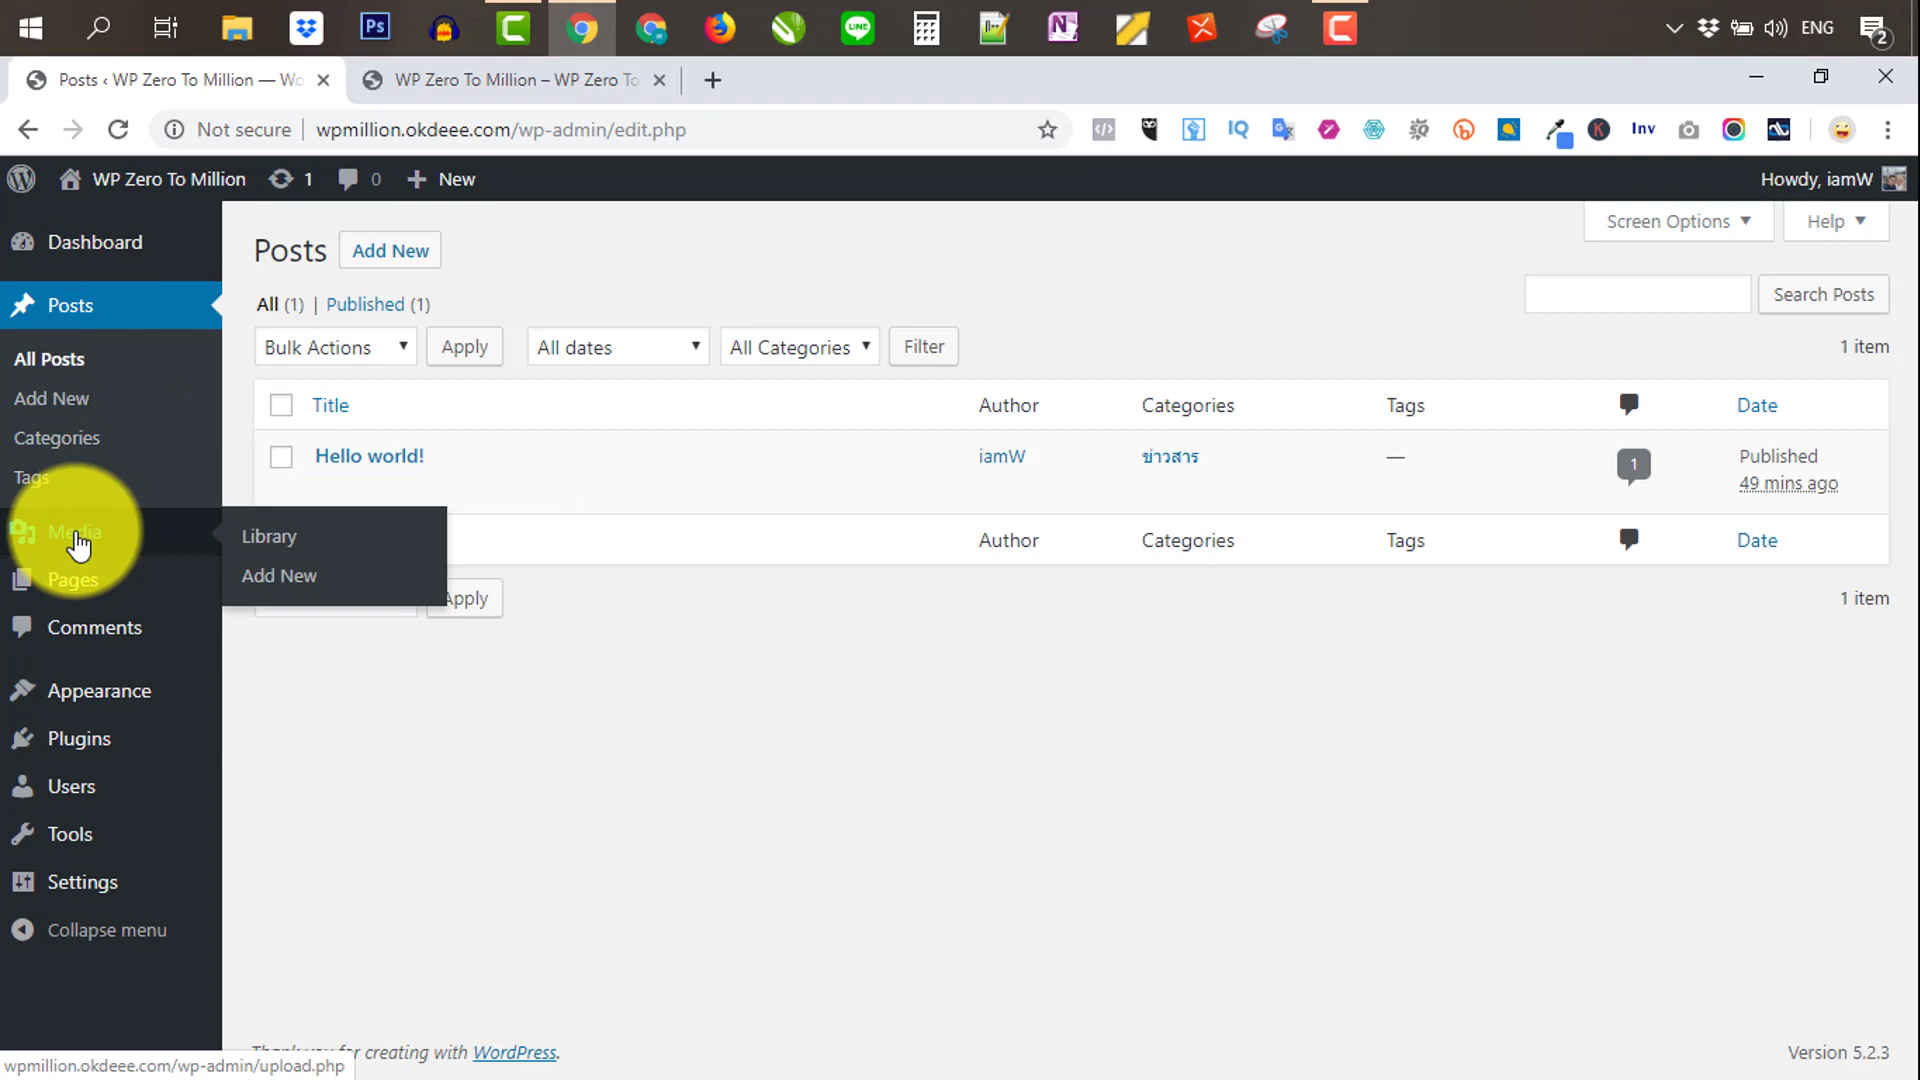 ENG
2
Posts ‹ WP Zero To Million — Wo
WP Zero To Million – WP Zero To
Not secure
wpmillion.okdeee.com/wp-admin/edit.php
IQ
Inv
WP Zero To Million
1
0
New
Howdy, iamW
Dashboard
Posts
All Posts
Add New
Categories
Tags
Media
Pages
Comments
Appearance
Plugins
Users
Tools
Settings
Collapse menu
Library
Add New
Posts
Add New
Screen Options
Help
All (1) | Published (1)
Search Posts
Bulk Actions
Apply
All dates
All Categories
Filter
1 item
Title
Author
Categories
Tags
Date
Hello world!
iamW
ข่าวสาร
—
1
Published
49 mins ago
Author
Categories
Tags
Date
Apply
1 item
Thank you for creating with WordPress.
Version 5.2.3
wpmillion.okdeee.com/wp-admin/upload.php